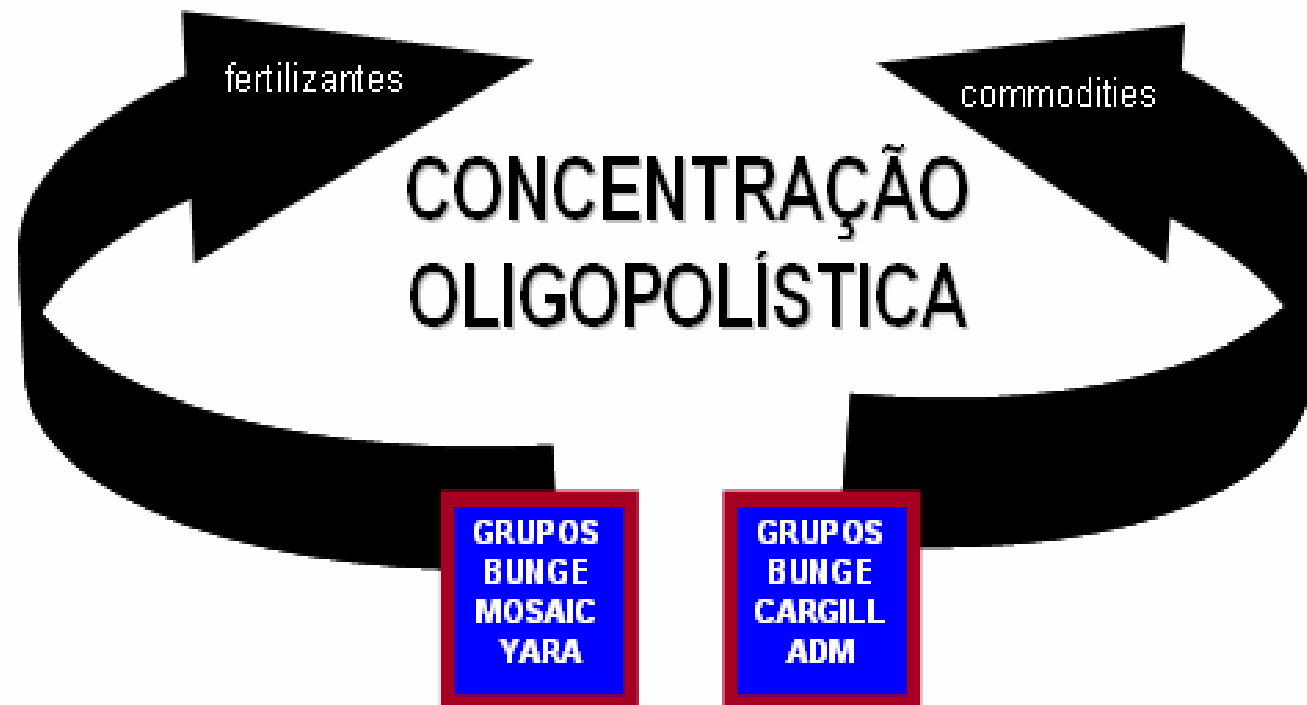 fertilizantes
commodities
CONCENTRAÇÃO
OLIGOPOLÍSTICA
GRUPOS
BUNGE
MOSAIC
YARA
GRUPOS
BUNGE
CARGILL
ADM